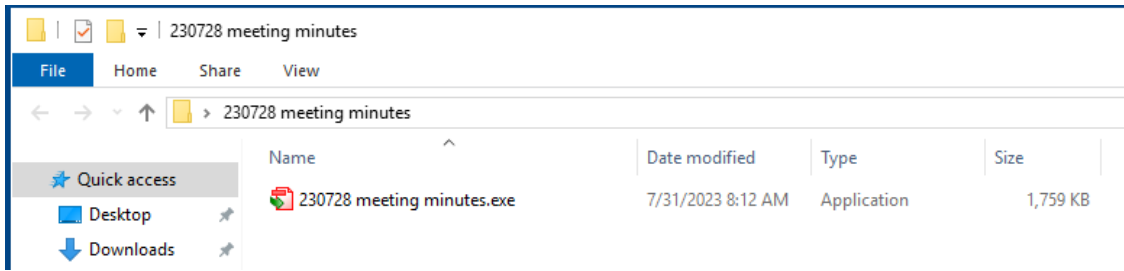 230728 meeting minutes
File Home Share View
230728 meeting minutes
Name Date modified Type Size
Quick access
230728 meeting minutes.exe 7/31/2023 8:12 AM Application 1,759 KB
Desktop
Downloads